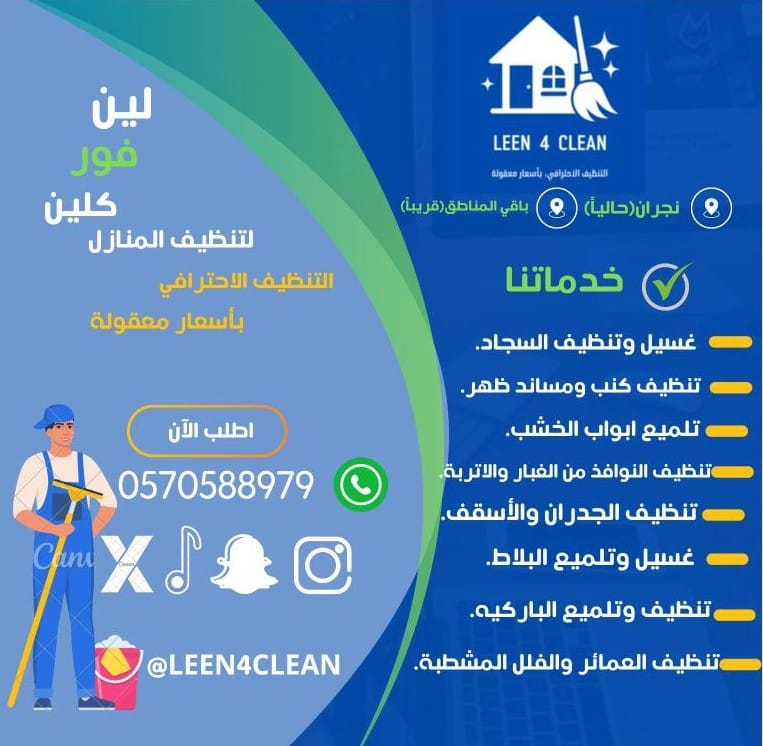 LEEN 4 CLEAN
التنظيف الاحترافي، بأسعار معقولة
نجران(حالياً) باقي المناطق(قريباً)
خدماتنا
غسيل وتنظيف السجاد.
تنظيف كنب ومساند ظهر.
تلميع ابواب الخشب.
تنظيف النوافذ من الغبار والاتربة.
تنظيف الجدران والأسقف.
غسيل وتلميع البلاط.
تنظيف وتلميع الباركيه.
تنظيف العمائر والفلل المشطبة.
لين
فور
كلين
لتنظيف المنازل
التنظيف الاحترافي
بأسعار معقولة
اطلب الآن
0570588979
Canva
X
@LEEN4CLEAN